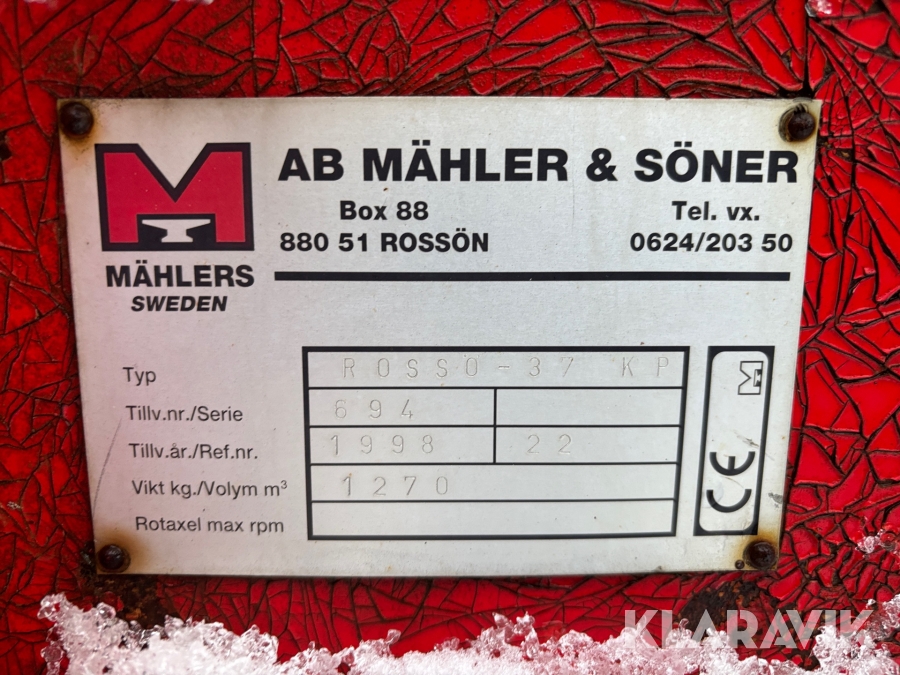 AB MÄHLER & SÖNER
Box 88 Tel. vx.
880 51 ROSSÖN 0624/203 50
M
MÄHLERS
SWEDEN
Typ ROSSO-37 KP
Tillv.nr./Serie 694
Tillv.år./Ref.nr. 1998 22
Vikt kg./Volym m³ 1270
Rotaxel max rpm
M
CE
KLARAVIK